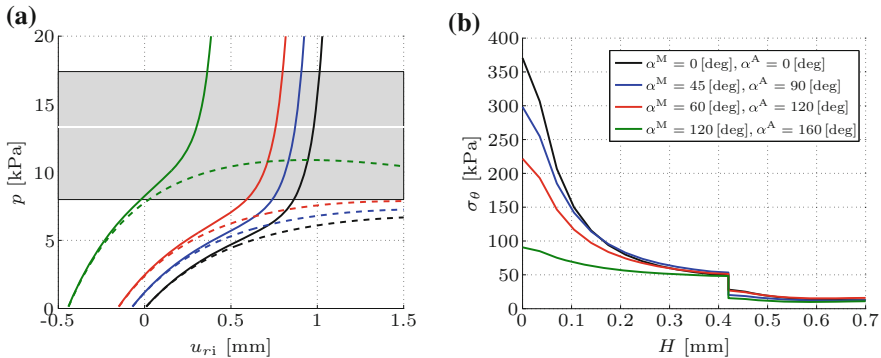 (a)
20
15
10
5
0
p [kPa]
-0.5
0
0.5
1
1.5
u_ri [mm]
(b)
400
350
300
250
200
150
100
50
0
σ_θ [kPa]
α^M = 0 [deg], α^A = 0 [deg]
α^M = 45 [deg], α^A = 90 [deg]
α^M = 60 [deg], α^A = 120 [deg]
α^M = 120 [deg], α^A = 160 [deg]
0
0.1
0.2
0.3
0.4
0.5
0.6
0.7
H [mm]